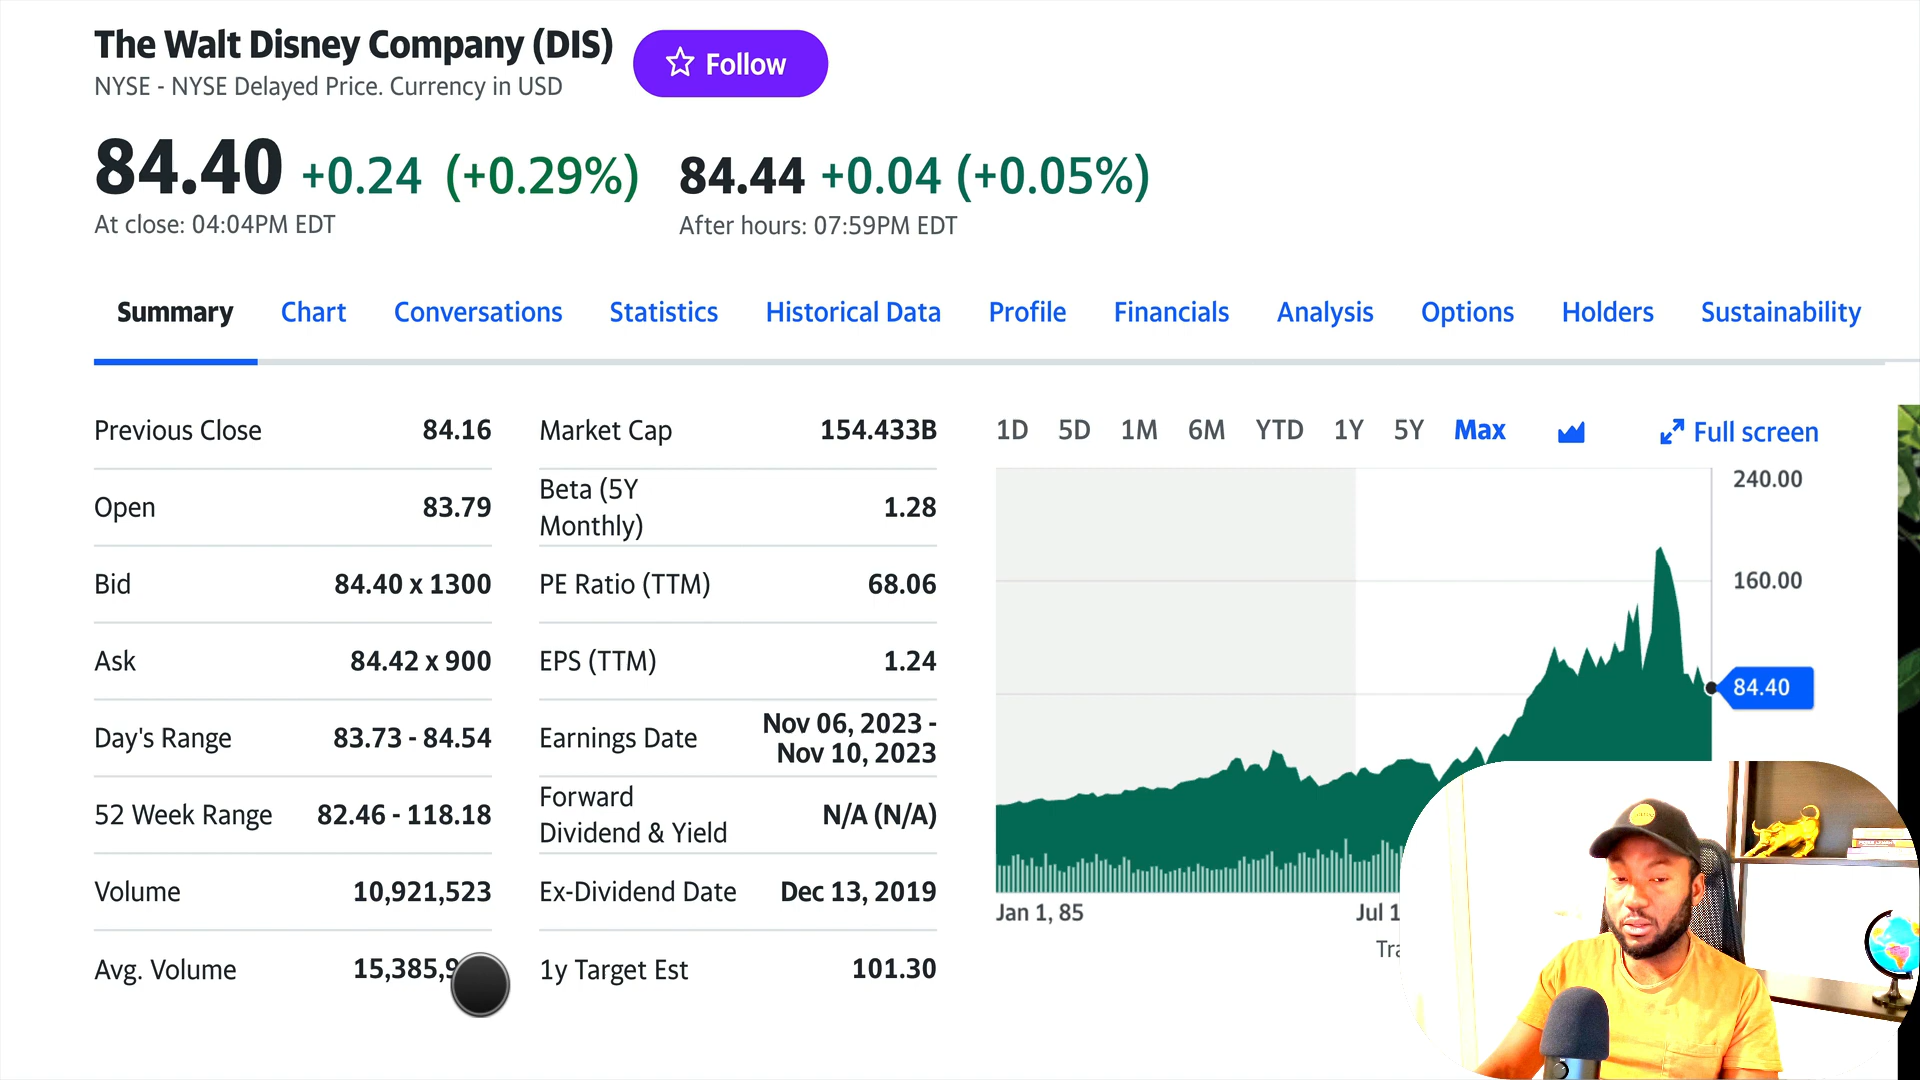 The Walt Disney Company (DIS)
Follow
NYSE - NYSE Delayed Price. Currency in USD
84.40 +0.24 (+0.29%) 84.44 +0.04 (+0.05%)
At close: 04:04PM EDT
After hours: 07:59PM EDT
Summary Chart Conversations Statistics Historical Data Profile Financials Analysis Options Holders Sustainability
Previous Close 84.16
Open 83.79
Bid 84.40 x 1300
Ask 84.42 x 900
Day's Range 83.73 - 84.54
52 Week Range 82.46 - 118.18
Volume 10,921,523
Avg. Volume 15,385,9
Market Cap 154.433B
Beta (5Y
Monthly) 1.28
PE Ratio (TTM) 68.06
EPS (TTM) 1.24
Earnings Date Nov 06, 2023 -
Nov 10, 2023
Forward
Dividend & Yield N/A (N/A)
Ex-Dividend Date Dec 13, 2019
1y Target Est 101.30
1D 5D 1M 6M YTD 1Y 5Y Max Full screen
240.00
160.00
84.40
Jan 1, 85
Jul 1